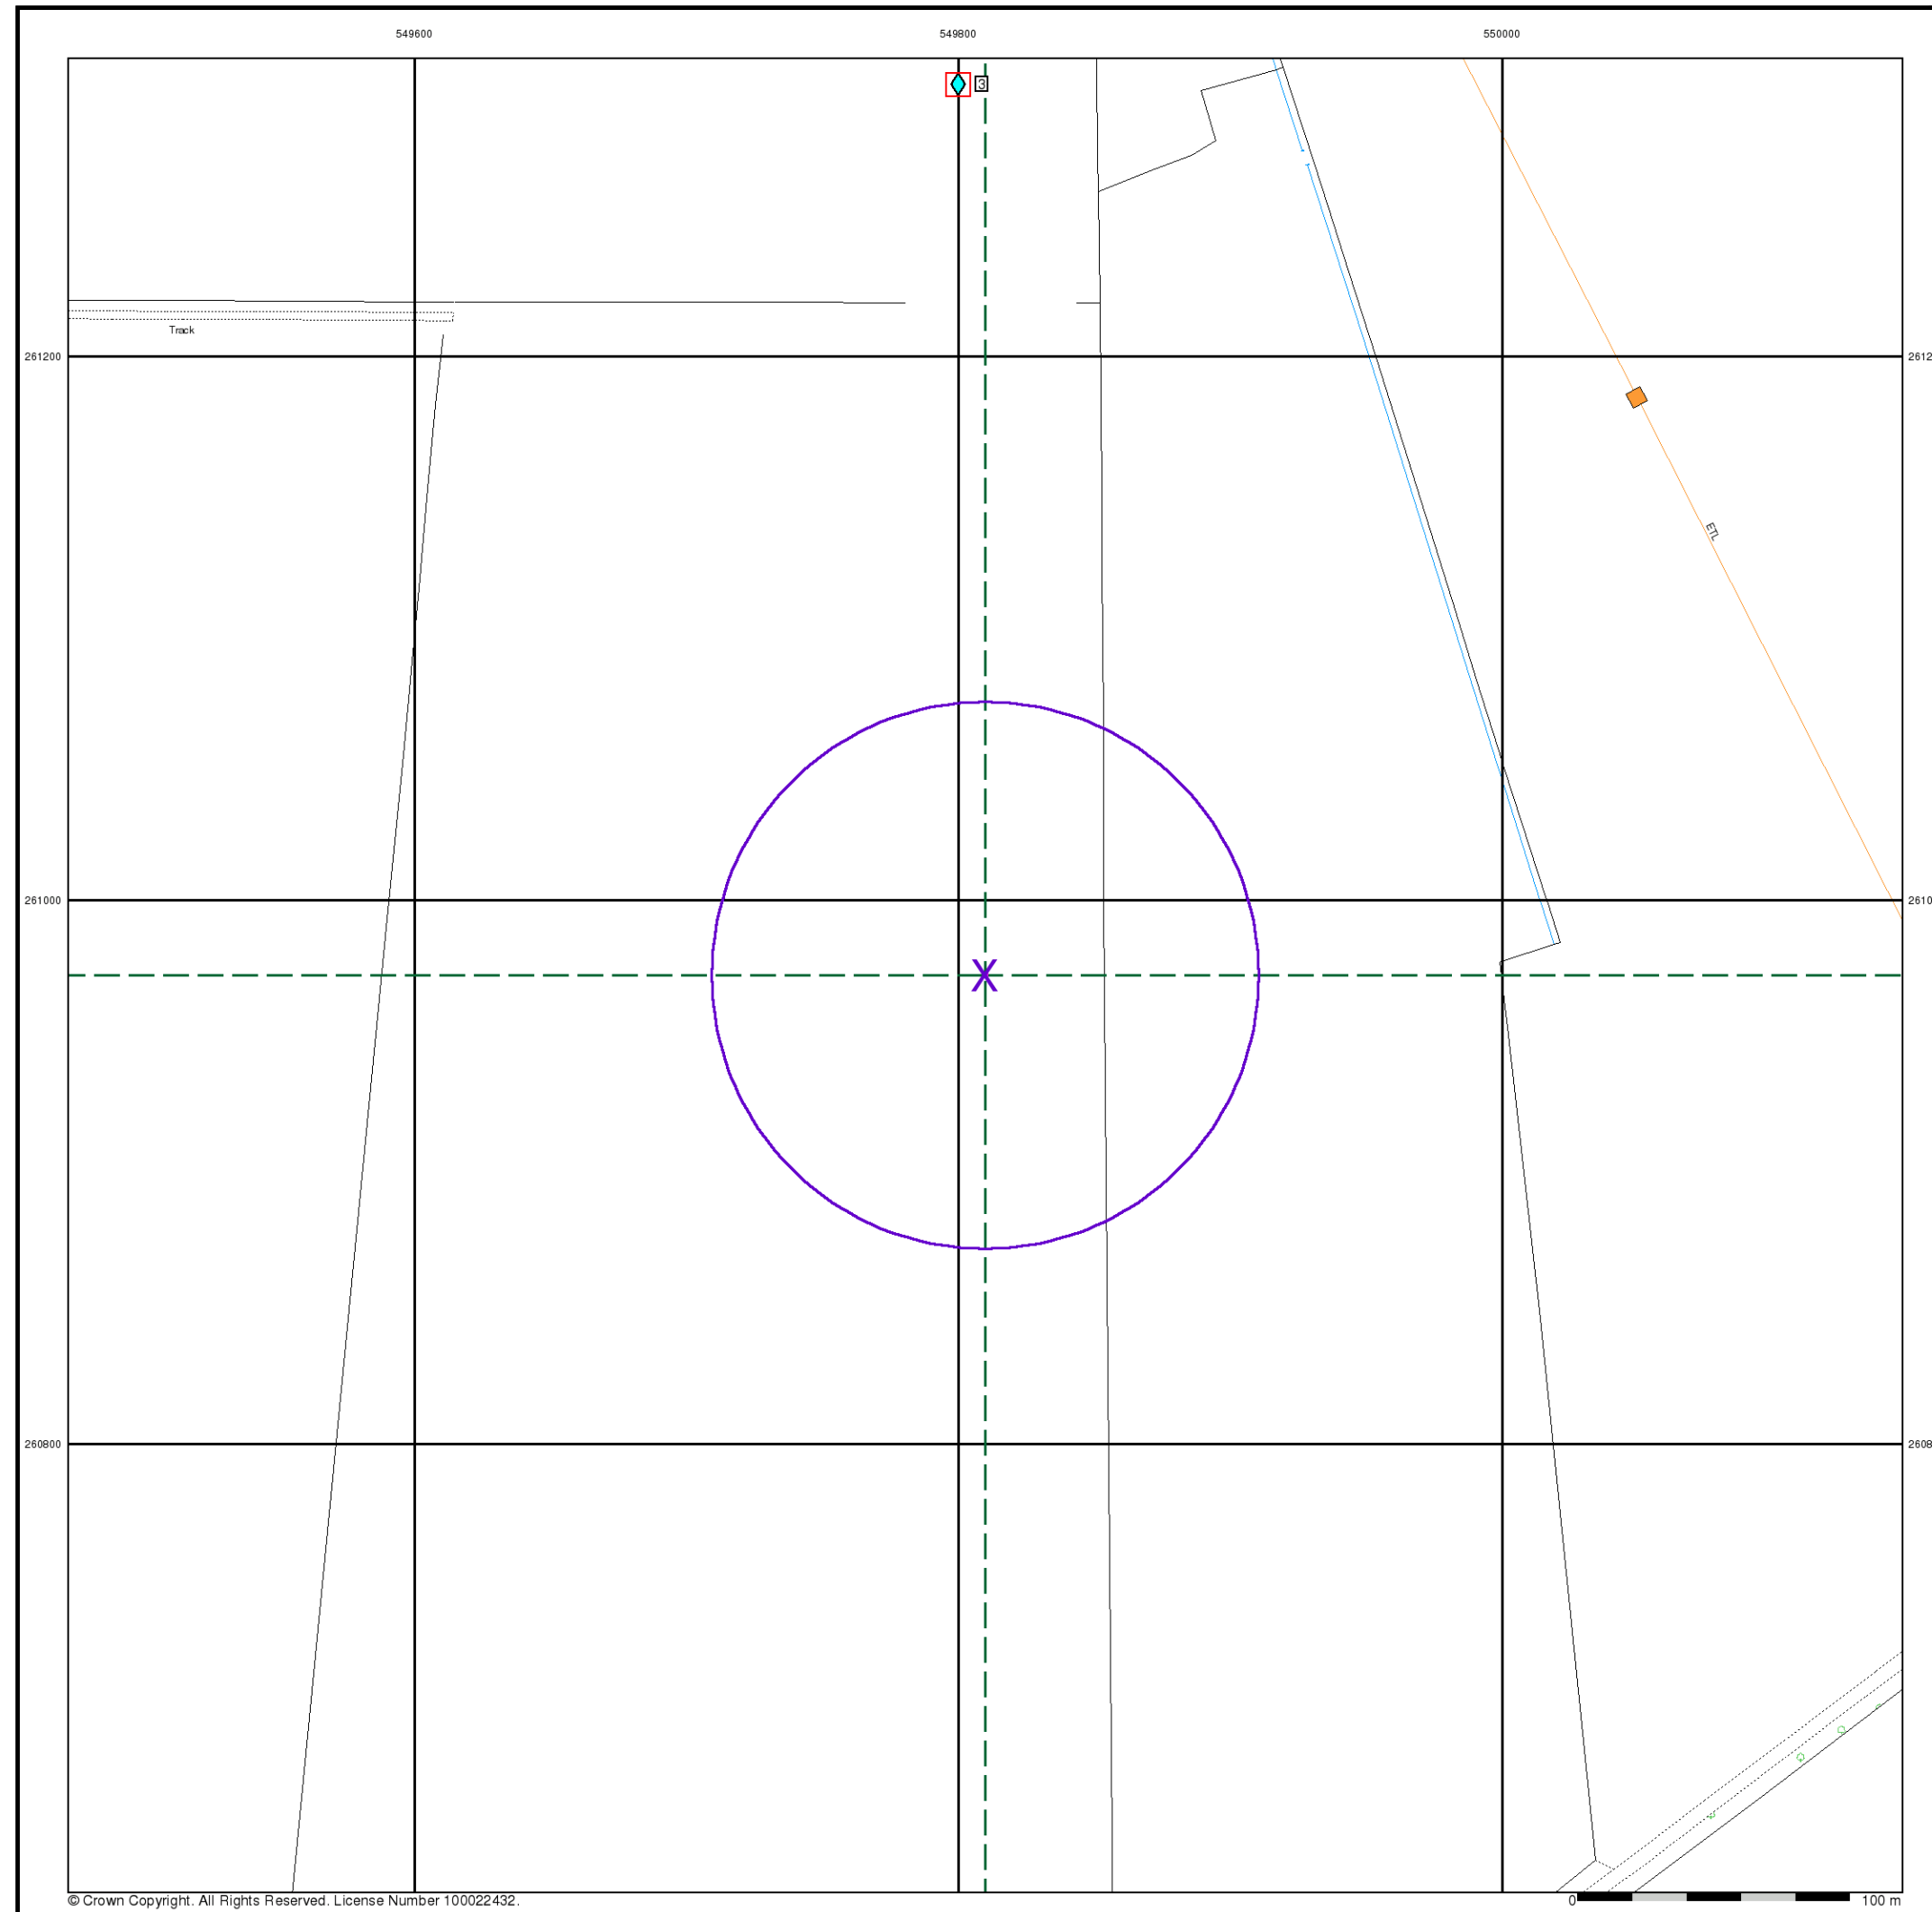 549600 549800 550000
3
Track
261200 2612
ETL
261000 2610
X
260800 2608
© Crown Copyright. All Rights Reserved. License Number 100022432.
0 100 m